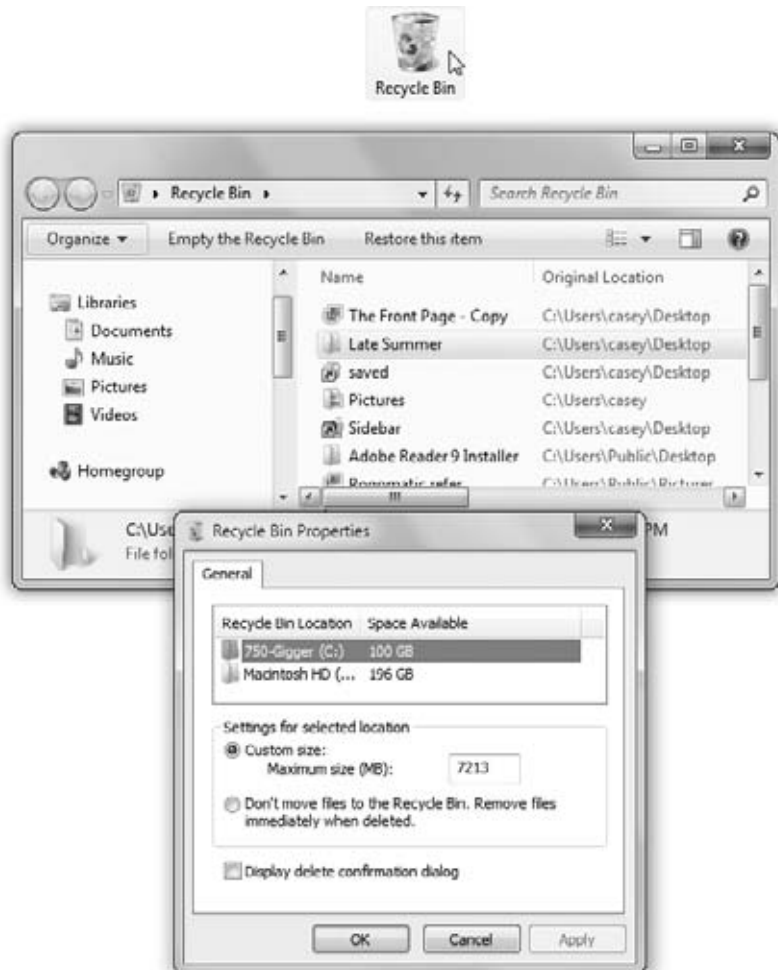 Recycle Bin
Recycle Bin
Search Recycle Bin
Organize
Empty the Recycle Bin
Restore this item
Name
Original Location
Libraries
Documents
Music
Pictures
Videos
Homegroup
The Front Page - Copy C:\Users\casey\Desktop
Late Summer C:\Users\casey\Desktop
saved C:\Users\casey\Desktop
Pictures C:\Users\casey
Sidebar C:\Users\casey\Desktop
Adobe Reader 9 Installer C:\Users\Public\Desktop
C:\Use
PM
File fol
Recycle Bin Properties
General
Recycle Bin Location Space Available
750-Gigger (C:) 100 GB
Macintosh HD (... 196 GB
Settings for selected location
Custom size:
Maximum size (MB): 7213
Don't move files to the Recycle Bin. Remove files
immediately when deleted.
Display delete confirmation dialog
OK
Cancel
Apply